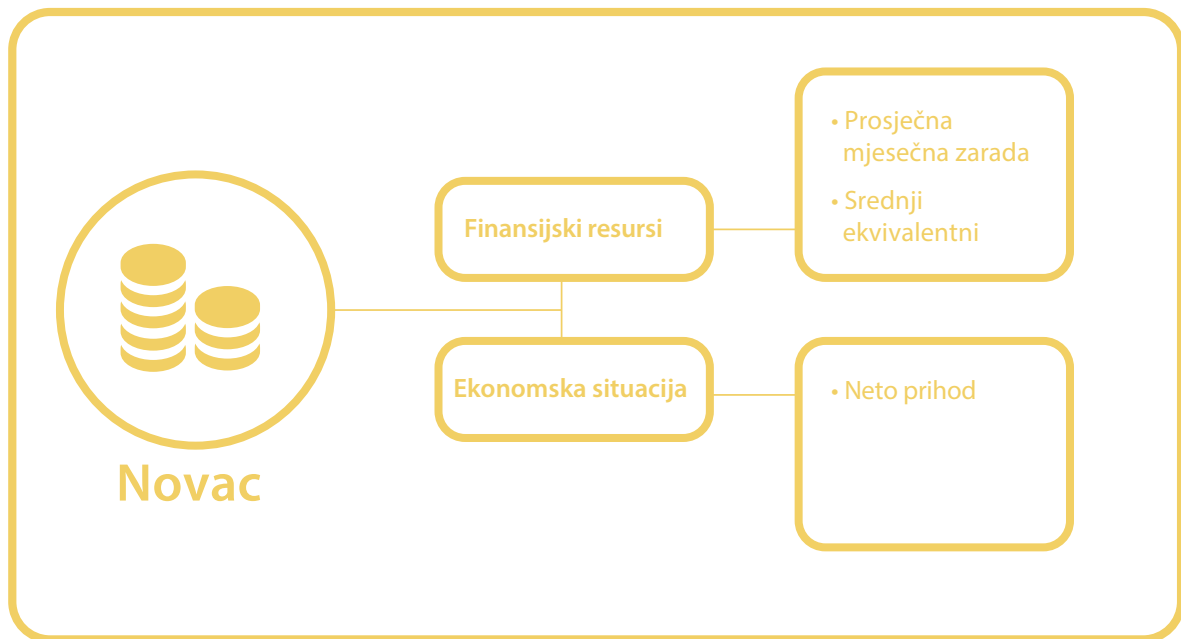 Novac
Finansijski resursi
• Prosječna
mjesečna zarada
• Srednji
ekvivalentni
Ekonomska situacija
• Neto prihod